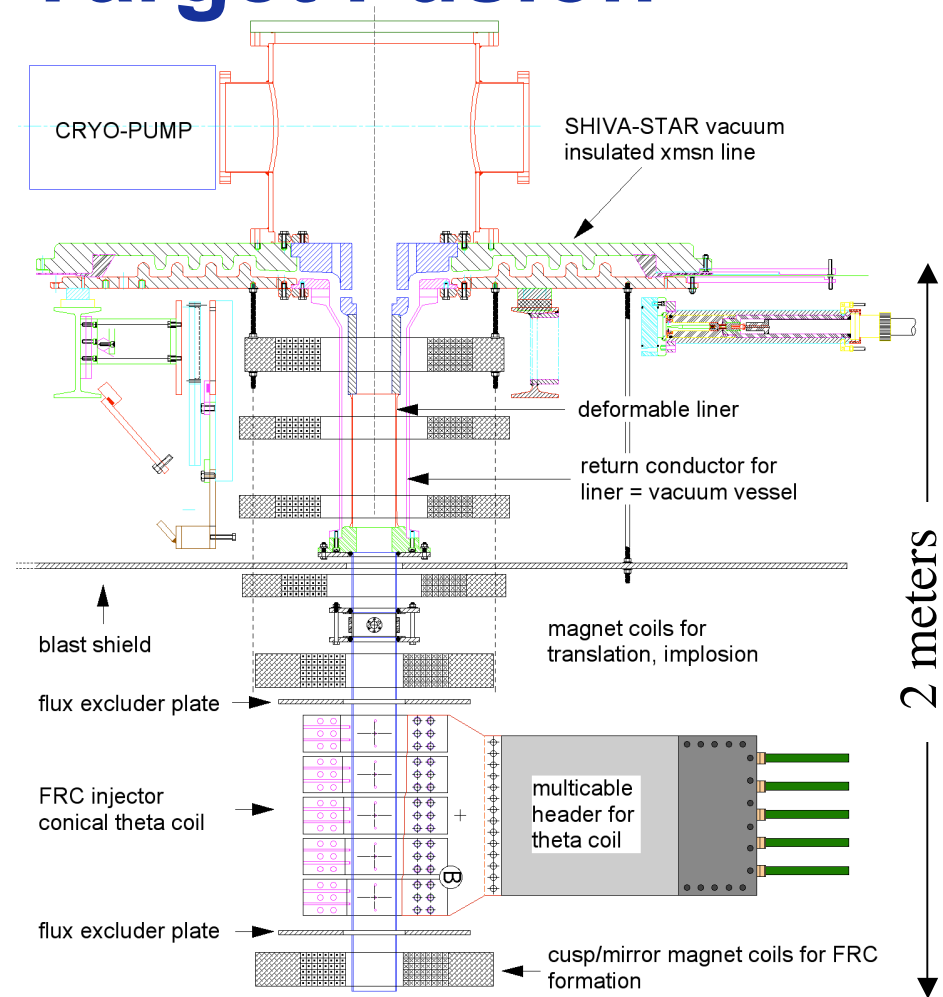 Target Fusion
CRYO-PUMP
SHIVA-STAR vacuum
insulated xmsn line
deformable liner
return conductor for
liner = vacuum vessel
blast shield
magnet coils for
translation, implosion
2 meters
flux excluder plate
FRC injector
conical theta coil
multicable
header for
theta coil
B
flux excluder plate
cusp/mirror magnet coils for FRC
formation